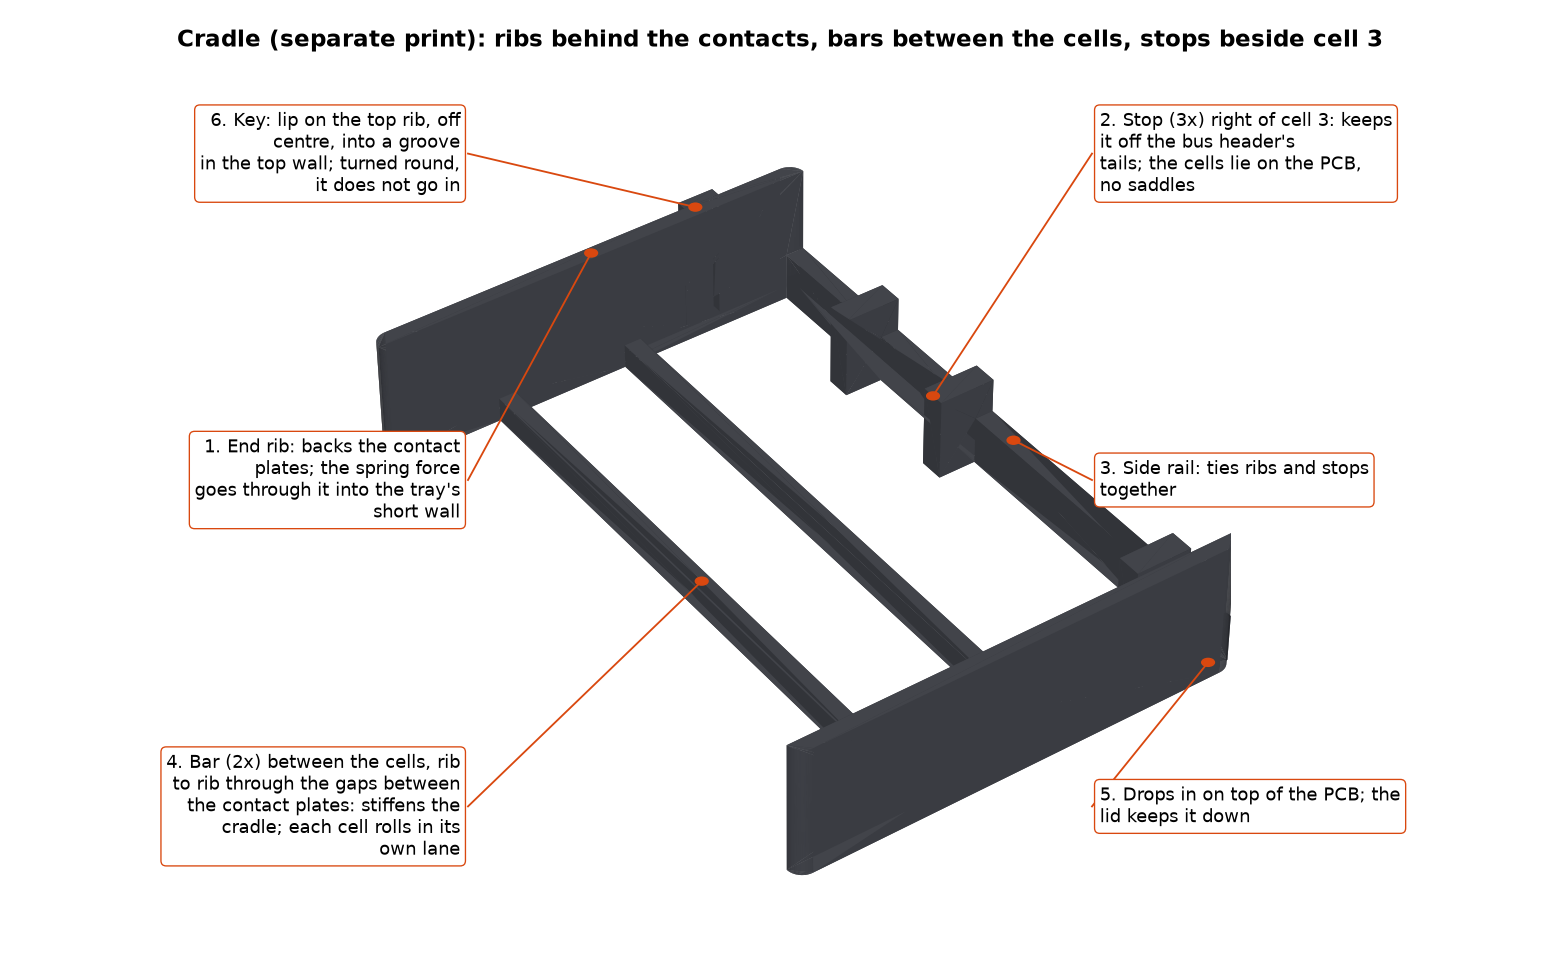 Cradle (separate print): ribs behind the contacts, bars between the cells, stops beside cell 3
6. Key: lip on the top rib, off
centre, into a groove
in the top wall; turned round,
it does not go in
2. Stop (3x) right of cell 3: keeps
it off the bus header's
tails; the cells lie on the PCB,
no saddles
1. End rib: backs the contact
plates; the spring force
goes through it into the tray's
short wall
3. Side rail: ties ribs and stops
together
4. Bar (2x) between the cells, rib
to rib through the gaps between
the contact plates: stiffens the
cradle; each cell rolls in its
own lane
5. Drops in on top of the PCB; the
lid keeps it down